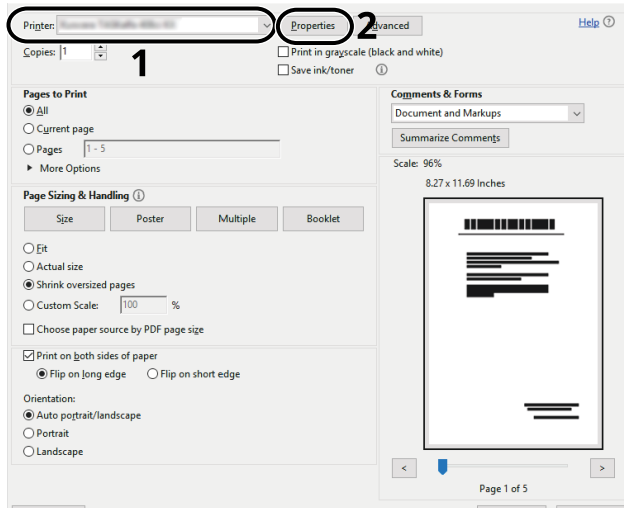 Printer:
Properties
2
Advanced
Help
Copies: 1
1
Print in grayscale (black and white)
Save ink/toner
Pages to Print
All
Current page
Pages 1 - 5
More Options
Comments & Forms
Document and Markups
Summarize Comments
Scale: 96%
8.27 x 11.69 Inches
Page Sizing & Handling
Size Poster Multiple Booklet
Fit
Actual size
Shrink oversized pages
Custom Scale: 100 %
Choose paper source by PDF page size
Print on both sides of paper
Flip on long edge Flip on short edge
Orientation:
Auto portrait/landscape
Portrait
Landscape
< >
Page 1 of 5